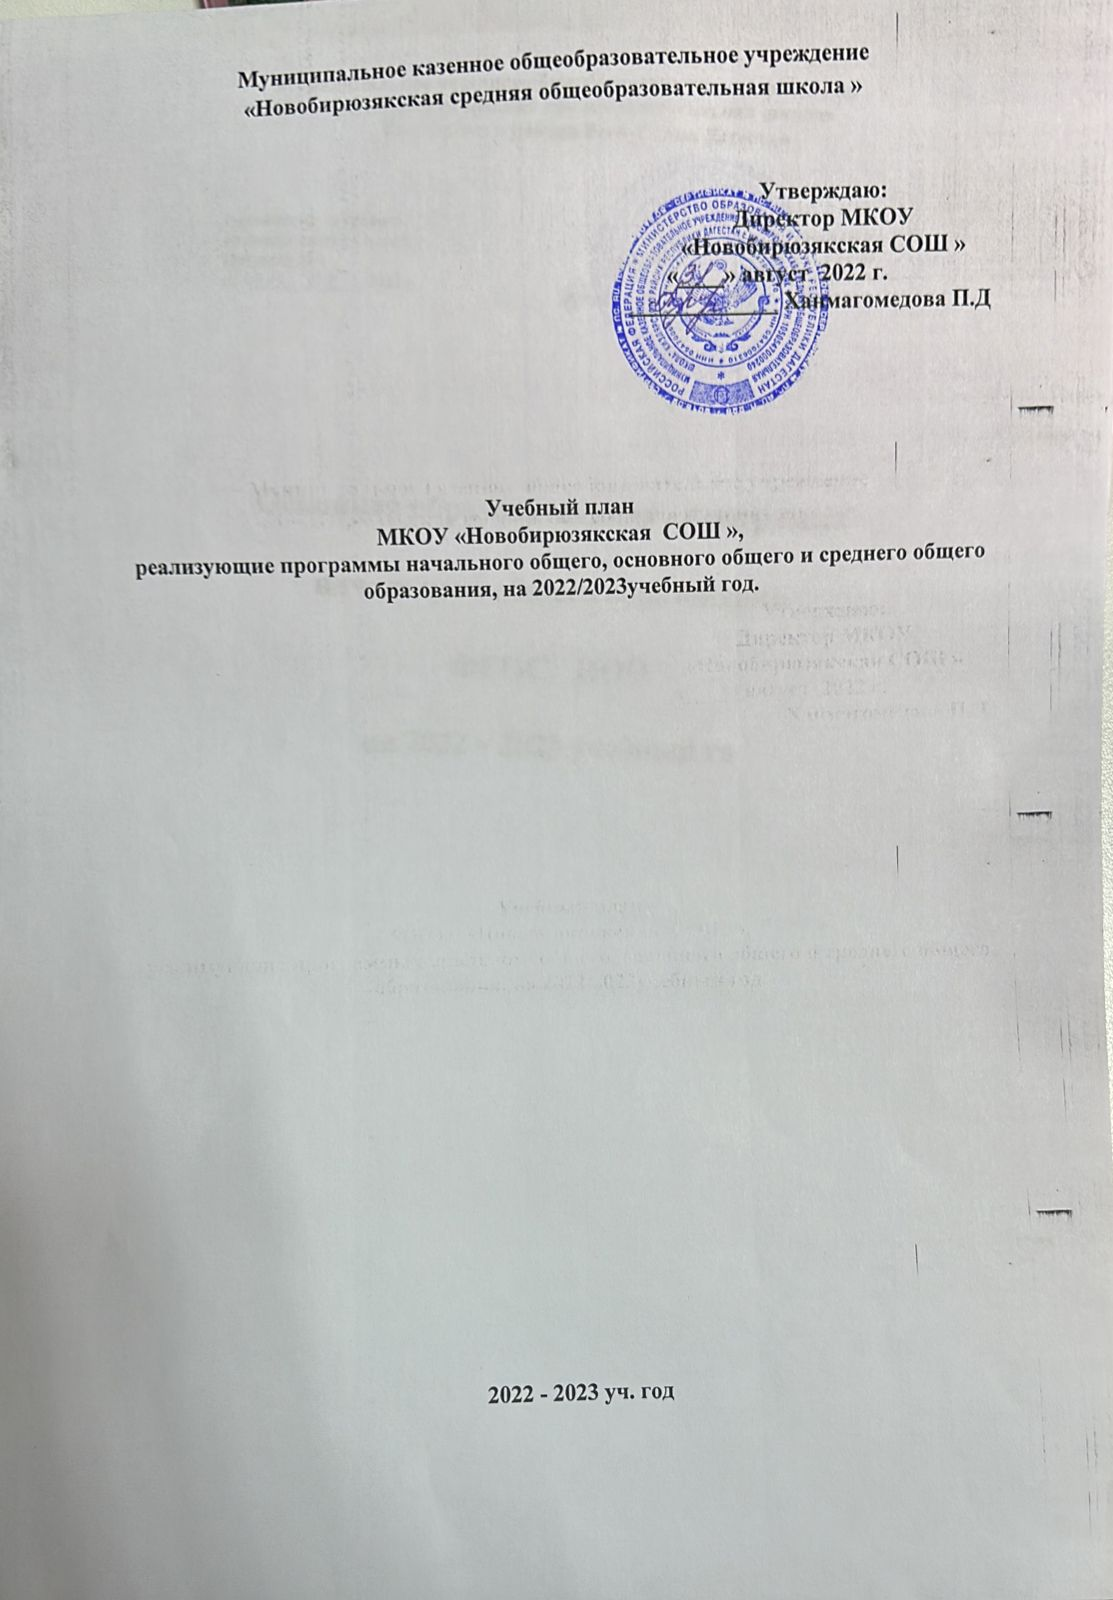 Муниципальное казенное общеобразовательное учреждение
«Новобирюзякская средняя общеобразовательная школа »
Утверждаю:
Директор МКОУ
«Новобирюзякская СОШ »
«31» август 2022 г.
Ханмагомедова П.Д
Учебный план
МКОУ «Новобирюзякская СОШ »,
реализующие программы начального общего, основного общего и среднего общего
образования, на 2022/2023учебный год.
2022 - 2023 уч. год